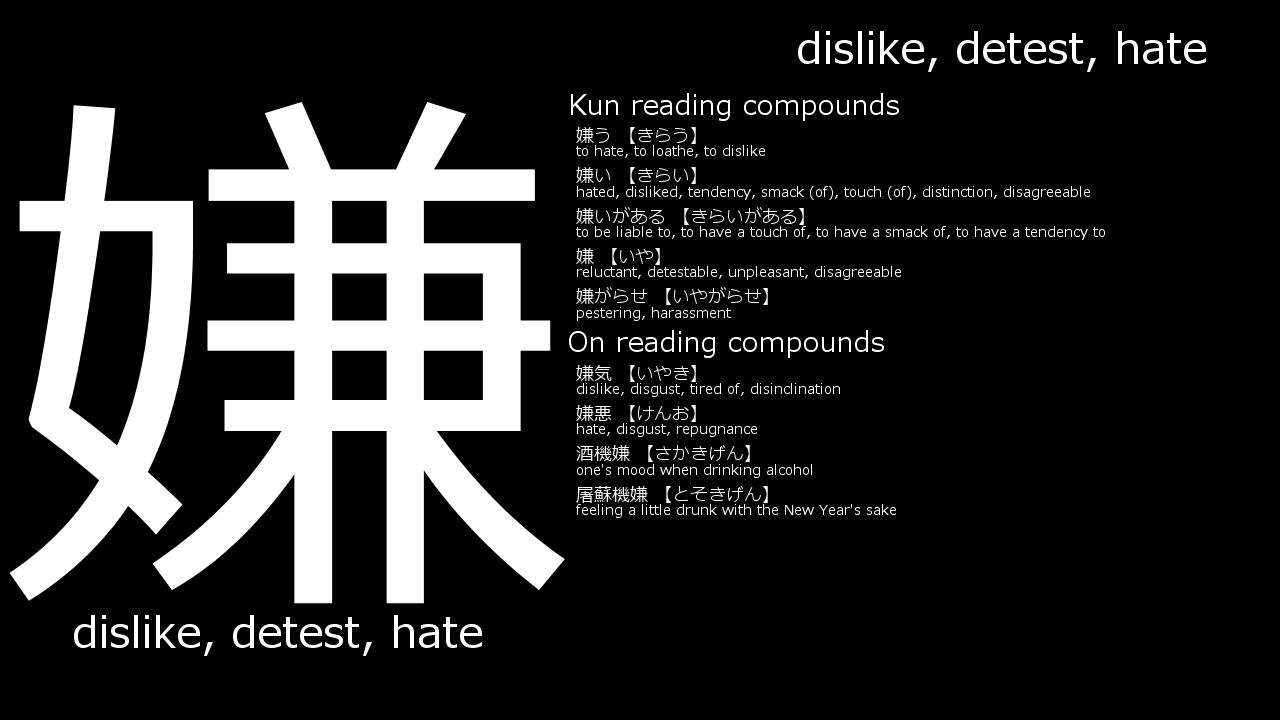 dislike, detest, hate
嫌
dislike, detest, hate
Kun reading compounds
嫌う 【きらう】
to hate, to loathe, to dislike
嫌い 【きらい】
hated, disliked, tendency, smack (of), touch (of), distinction, disagreeable
嫌いがある 【きらいがある】
to be liable to, to have a touch of, to have a smack of, to have a tendency to
嫌 【いや】
reluctant, detestable, unpleasant, disagreeable
嫌がらせ 【いやがらせ】
pestering, harassment
On reading compounds
嫌気 【いやき】
dislike, disgust, tired of, disinclination
嫌悪 【けんお】
hate, disgust, repugnance
酒機嫌 【さかきげん】
one's mood when drinking alcohol
屠蘇機嫌 【とそきげん】
feeling a little drunk with the New Year's sake